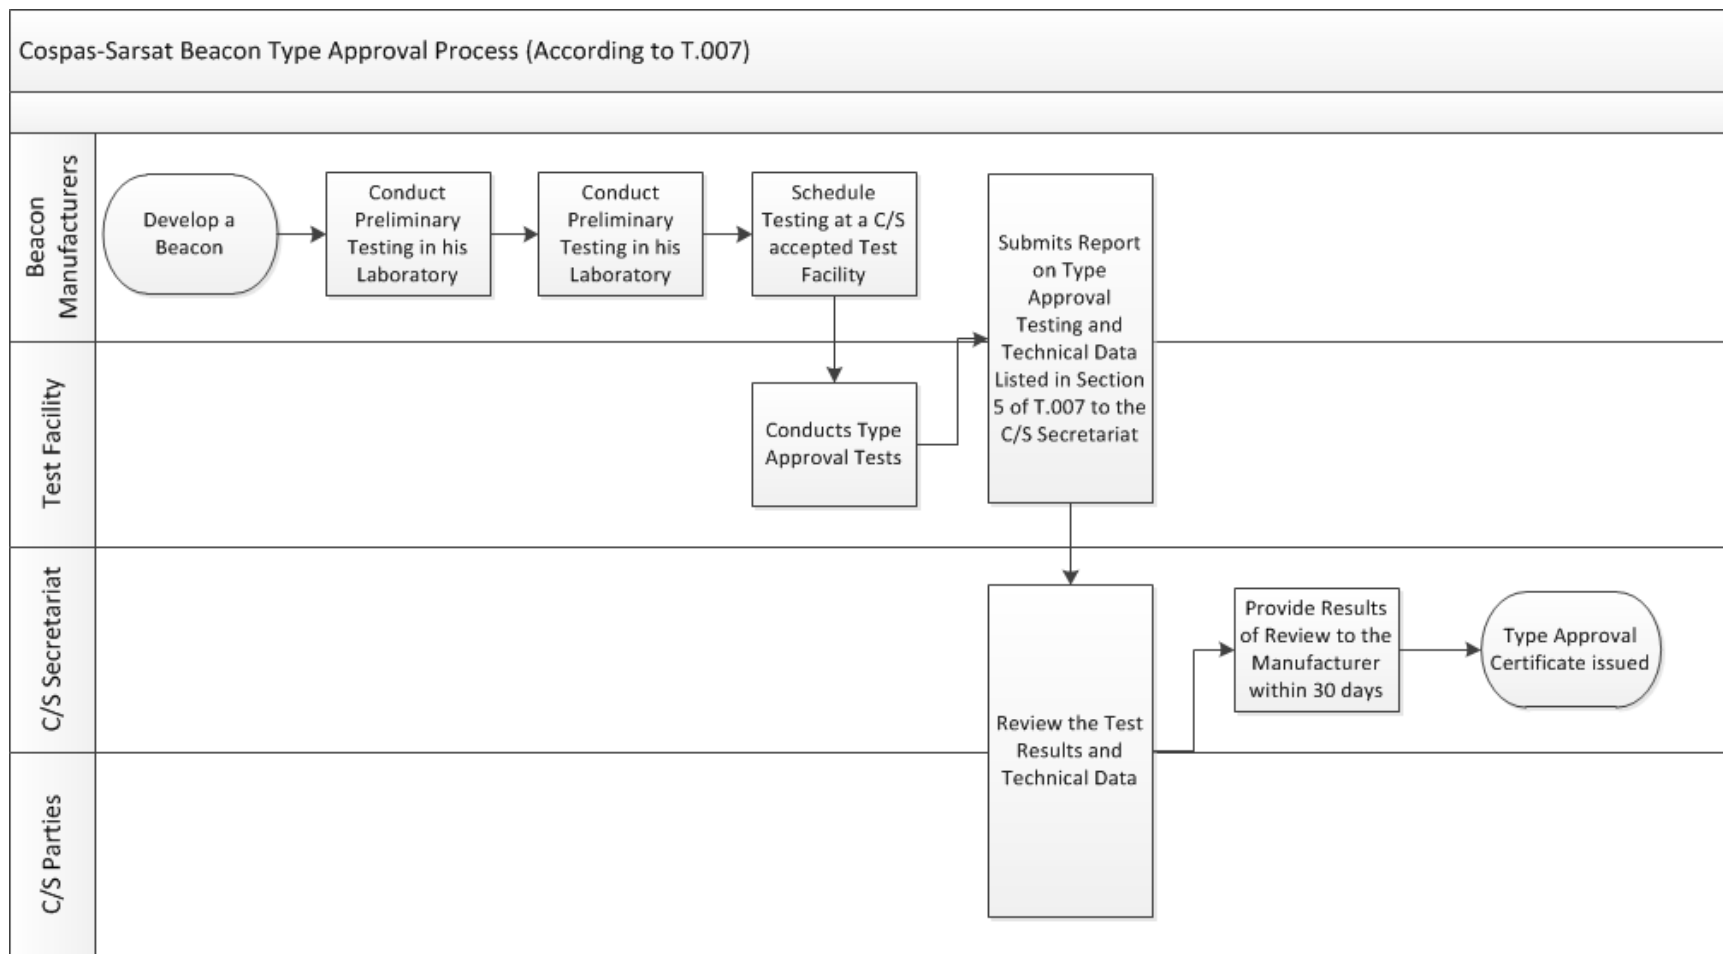 Cospas-Sarsat Beacon Type Approval Process (According to T.007)
Beacon
Manufacturers
Develop a
Beacon
Conduct
Preliminary
Testing in his
Laboratory
Conduct
Preliminary
Testing in his
Laboratory
Schedule
Testing at a C/S
accepted Test
Facility
Submits Report
on Type
Approval
Testing and
Technical Data
Listed in Section
5 of T.007 to the
C/S Secretariat
Test Facility
Conducts Type
Approval Tests
C/S Secretariat
Review the Test
Results and
Technical Data
Provide Results
of Review to the
Manufacturer
within 30 days
Type Approval
Certificate issued
C/S Parties